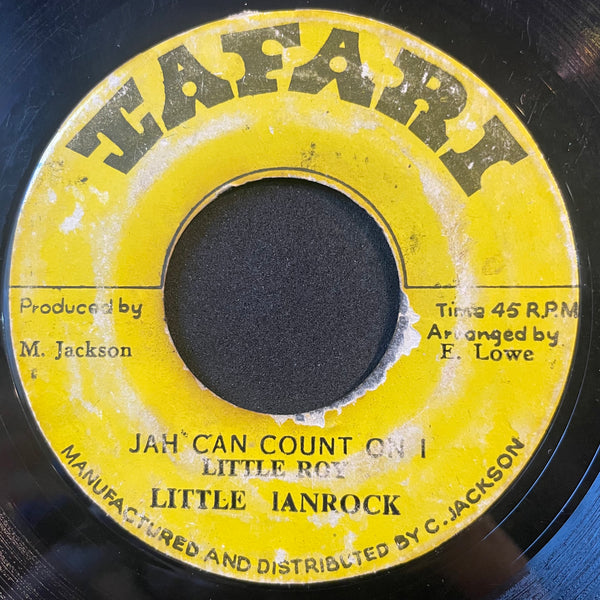 TAFARI
Produced by
M. Jackson
Time 45 R.P.M
Arranged by
E. Lowe
JAH CAN COUNT ON I
LITTLE ROY
LITTLE IANROCK
MANUFACTURED AND DISTRIBUTED BY C. JACKSON